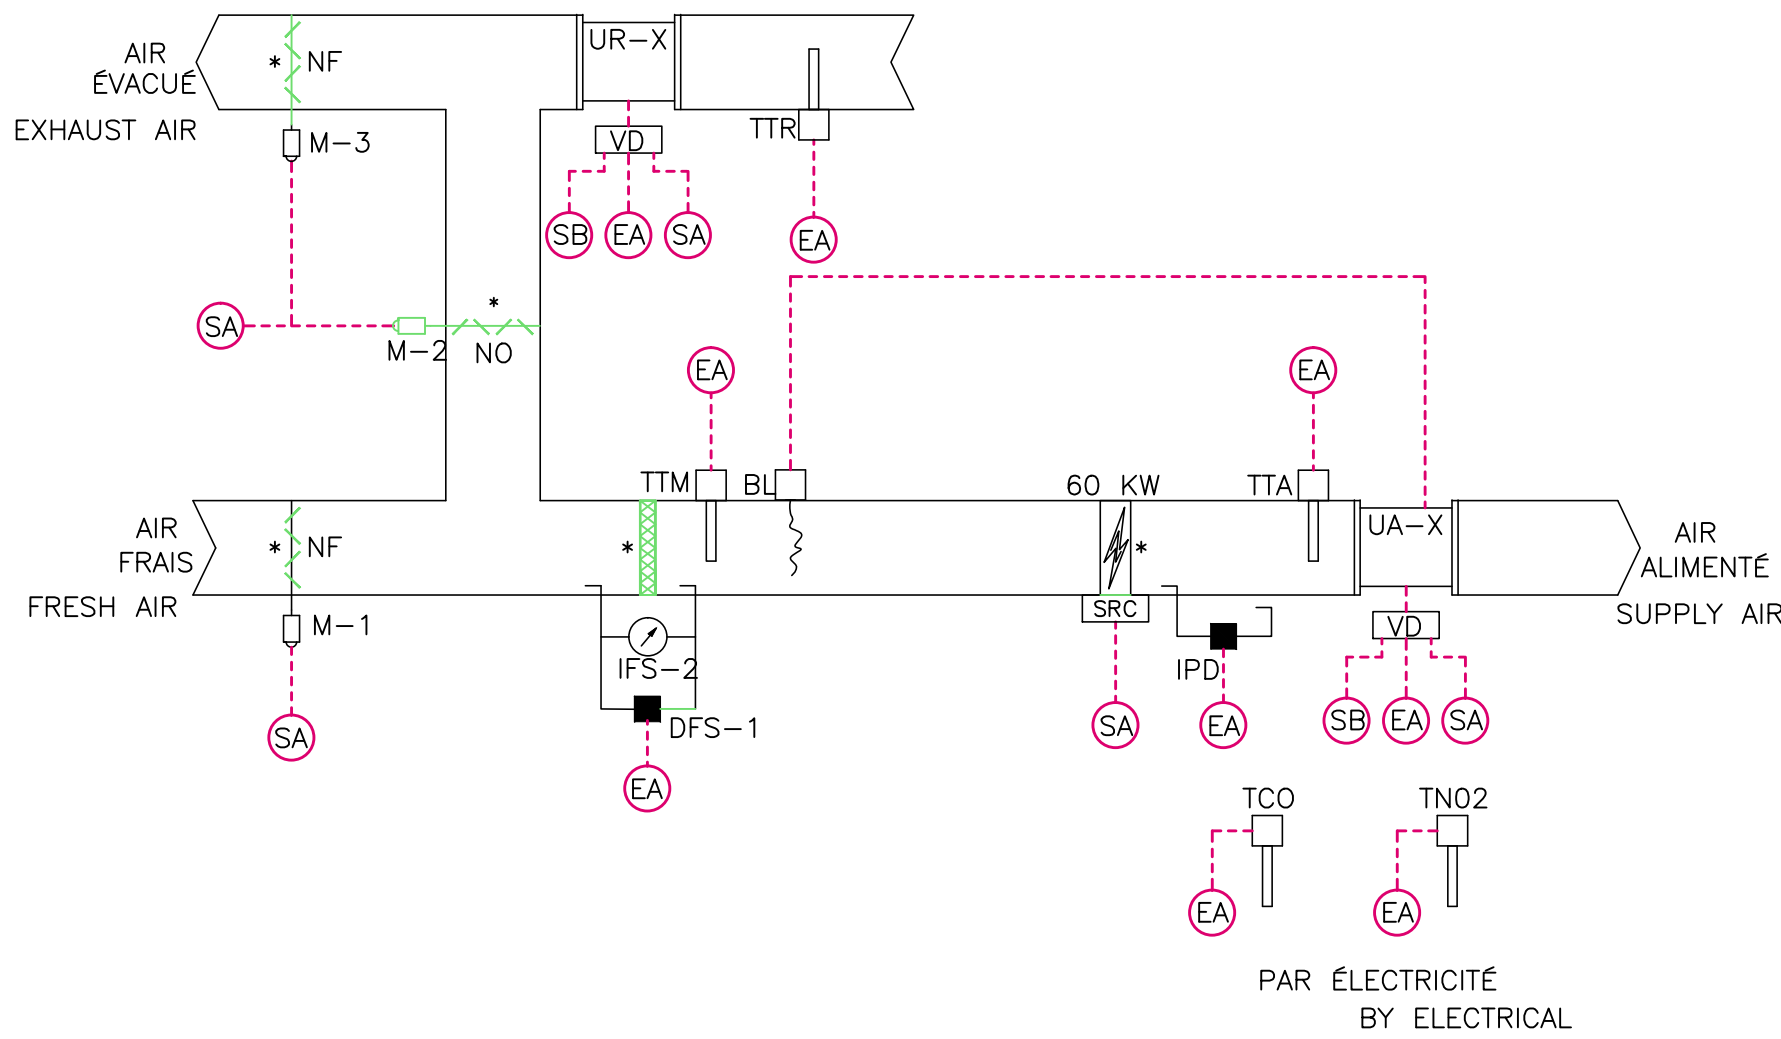 UR-X
AIR
ÉVACUÉ
* NF
EXHAUST AIR
M-3
VD
TTR
SB
EA
SA
EA
*
SA
M-2
NO
EA
EA
TTM
BL
60 KW
TTA
AIR
FRAIS
* NF
*
*
UA-X
AIR
ALIMENTÉ
FRESH AIR
SRC
SUPPLY AIR
M-1
VD
IFS-2
IPD
DFS-1
SA
SA
EA
SB
EA
SA
EA
TCO
TNO2
EA
EA
PAR ÉLECTRICITÉ
BY ELECTRICAL